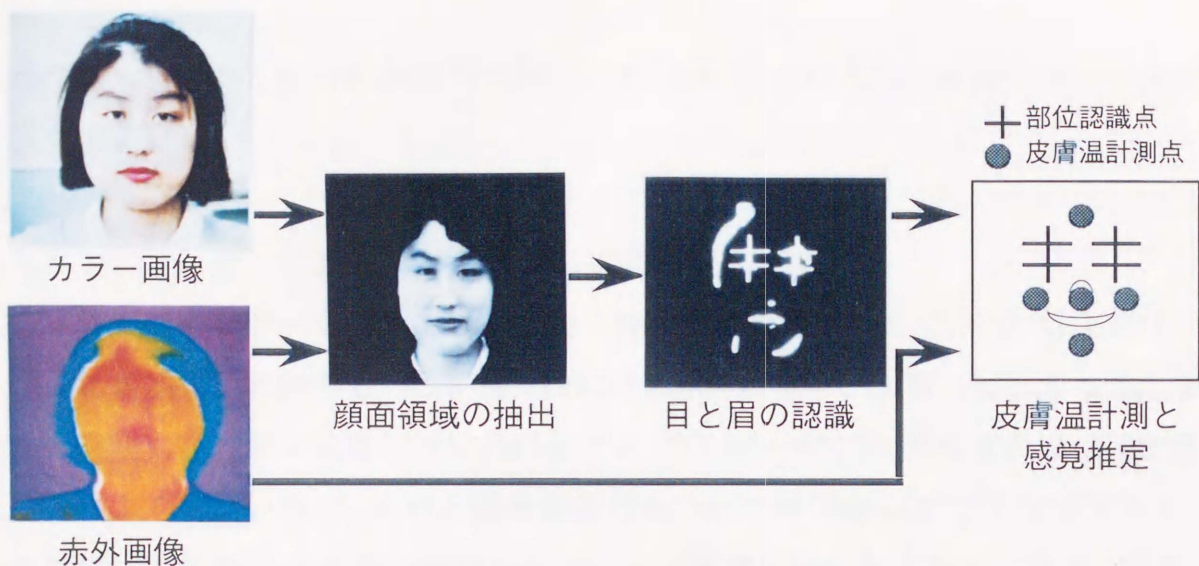 カラー画像
赤外画像
顔面領域の抽出
目と眉の認識
部位認識点
皮膚温計測点
皮膚温計測と
感覚推定